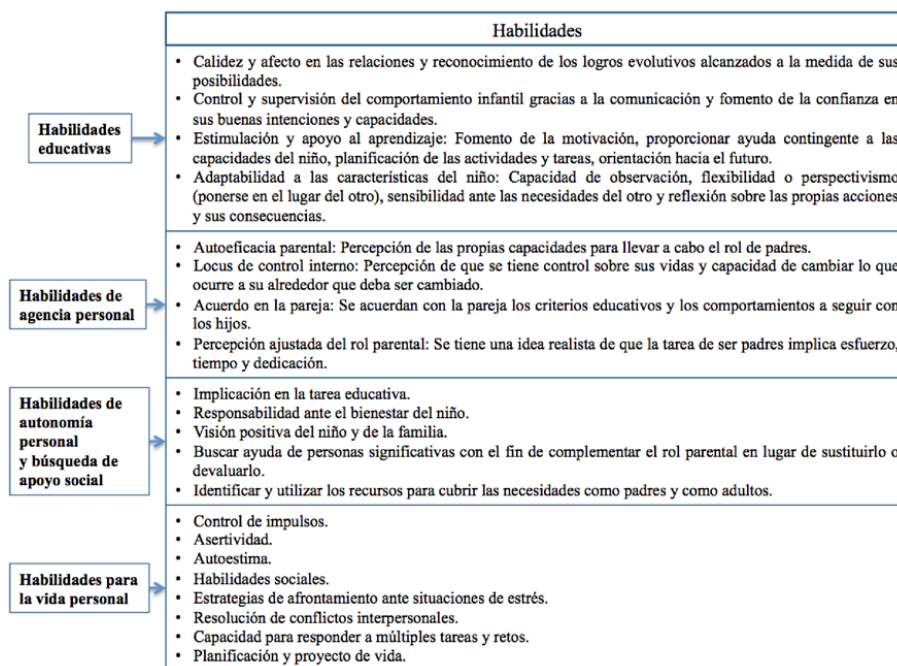 Habilidades
Habilidades
educativas
• Calidez y afecto en las relaciones y reconocimiento de los logros evolutivos alcanzados a la medida de sus
posibilidades.
• Control y supervisión del comportamiento infantil gracias a la comunicación y fomento de la confianza en
sus buenas intenciones y capacidades.
• Estimulación y apoyo al aprendizaje: Fomento de la motivación, proporcionar ayuda contingente a las
capacidades del niño, planificación de las actividades y tareas, orientación hacia el futuro.
• Adaptabilidad a las características del niño: Capacidad de observación, flexibilidad o perspectivismo
(ponerse en el lugar del otro), sensibilidad ante las necesidades del otro y reflexión sobre las propias acciones
y sus consecuencias.
Habilidades de
agencia personal
• Autoeficacia parental: Percepción de las propias capacidades para llevar a cabo el rol de padres.
• Locus de control interno: Percepción de que se tiene control sobre sus vidas y capacidad de cambiar lo que
ocurre a su alrededor que deba ser cambiado.
• Acuerdo en la pareja: Se acuerdan con la pareja los criterios educativos y los comportamientos a seguir con
los hijos.
• Percepción ajustada del rol parental: Se tiene una idea realista de que la tarea de ser padres implica esfuerzo,
tiempo y dedicación.
Habilidades de
autonomía
personal
y búsqueda de
apoyo social
• Implicación en la tarea educativa.
• Responsabilidad ante el bienestar del niño.
• Visión positiva del niño y de la familia.
• Buscar ayuda de personas significativas con el fin de complementar el rol parental en lugar de sustituirlo o
devaluarlo.
• Identificar y utilizar los recursos para cubrir las necesidades como padres y como adultos.
Habilidades para
la vida personal
• Control de impulsos.
• Asertividad.
• Autoestima.
• Habilidades sociales.
• Estrategias de afrontamiento ante situaciones de estrés.
• Resolución de conflictos interpersonales.
• Capacidad para responder a múltiples tareas y retos.
• Planificación y proyecto de vida.